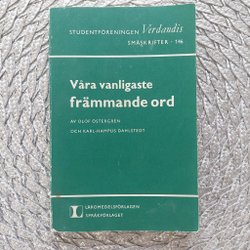 STUDENTFÖRENINGEN Verdandis
SMÅSKRIFTER · 146
Våra vanligaste
främmande ord
AV OLOF ÖSTERGREN
OCH KARL-HAMPUS DAHLSTEDT
L
LÄROMEDELSFÖRLAGEN
SPRÅKFÖRLAGET